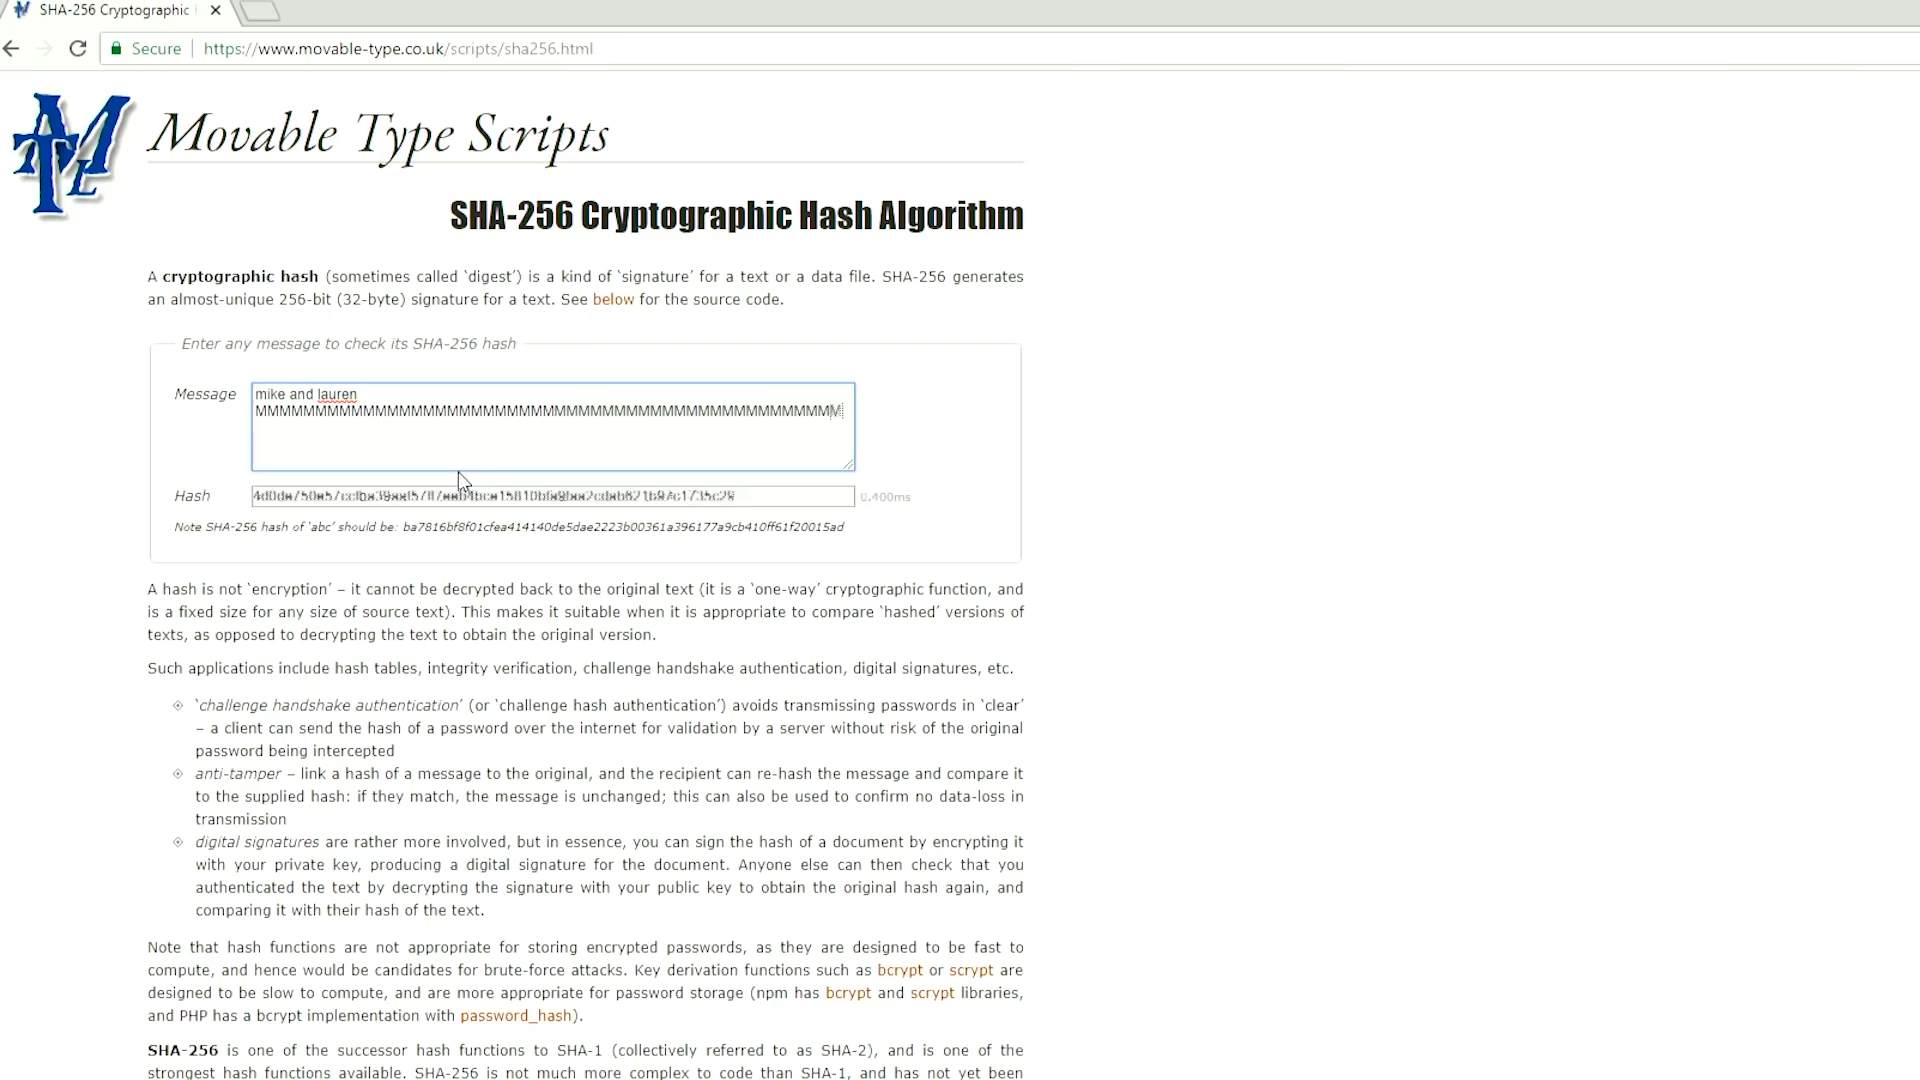 SHA-256 Cryptographic
Secure https://www.movable-type.co.uk/scripts/sha256.html
MTL
Movable Type Scripts
SHA-256 Cryptographic Hash Algorithm
A cryptographic hash (sometimes called ‘digest’) is a kind of ‘signature’ for a text or a data file. SHA-256 generates
an almost-unique 256-bit (32-byte) signature for a text. See below for the source code.
Enter any message to check its SHA-256 hash
Message
mike and lauren
Hash
0.400ms
Note SHA-256 hash of ‘abc’ should be: ba7816bf8f01cfea414140de5dae2223b00361a396177a9cb410ff61f20015ad
A hash is not ‘encryption’ – it cannot be decrypted back to the original text (it is a ‘one-way’ cryptographic function, and
is a fixed size for any size of source text). This makes it suitable when it is appropriate to compare ‘hashed’ versions of
texts, as opposed to decrypting the text to obtain the original version.
Such applications include hash tables, integrity verification, challenge handshake authentication, digital signatures, etc.
‘challenge handshake authentication’ (or ‘challenge hash authentication’) avoids transmissing passwords in ‘clear’
– a client can send the hash of a password over the internet for validation by a server without risk of the original
password being intercepted
anti-tamper – link a hash of a message to the original, and the recipient can re-hash the message and compare it
to the supplied hash: if they match, the message is unchanged; this can also be used to confirm no data-loss in
transmission
digital signatures are rather more involved, but in essence, you can sign the hash of a document by encrypting it
with your private key, producing a digital signature for the document. Anyone else can then check that you
authenticated the text by decrypting the signature with your public key to obtain the original hash again, and
comparing it with their hash of the text.
Note that hash functions are not appropriate for storing encrypted passwords, as they are designed to be fast to
compute, and hence would be candidates for brute-force attacks. Key derivation functions such as bcrypt or scrypt are
designed to be slow to compute, and are more appropriate for password storage (npm has bcrypt and scrypt libraries,
and PHP has a bcrypt implementation with password_hash).
SHA-256 is one of the successor hash functions to SHA-1 (collectively referred to as SHA-2), and is one of the
strongest hash functions available. SHA-256 is not much more complex to code than SHA-1, and has not yet been